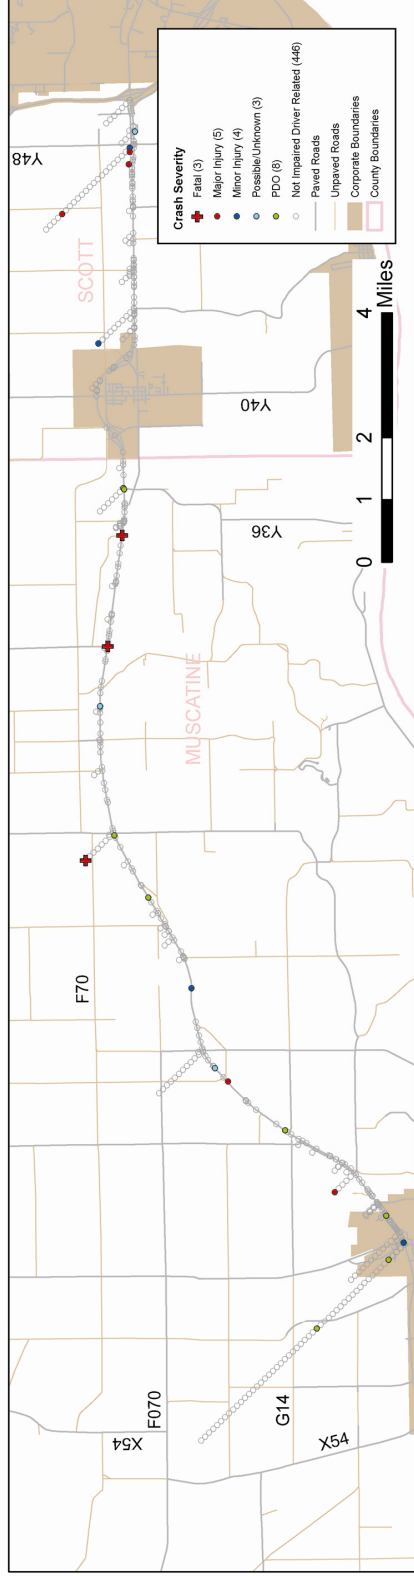 Y48
SCOTT
Crash Severity
Fatal (3)
Major Injury (5)
Minor Injury (4)
Possible/Unknown (3)
PDO (8)
Not Impaired Driver Related (446)
Paved Roads
Unpaved Roads
Corporate Boundaries
County Boundaries
0 1 2 4
Miles
Y40
Y36
MUSCATINE
F70
F070
X54
G14
X54